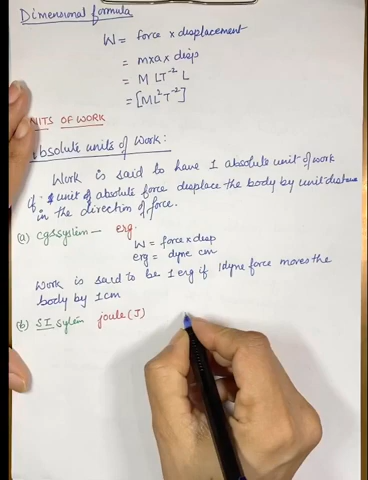 Dimensional formula
W = force x displacement
= mxa x disp
= M LT⁻² L
= [ML²T⁻²]
NITS OF WORK
bsolute units of Work:
Work is said to have 1 absolute unit of work
if unit of absolute force displace the body by unit distance
in the direction of force.
(a) cgs system – erg.
W = force x disp
erg = dyne cm
Work is said to be 1 erg if 1 dyne force moves the
body by 1cm
(b) SI system joule (J)